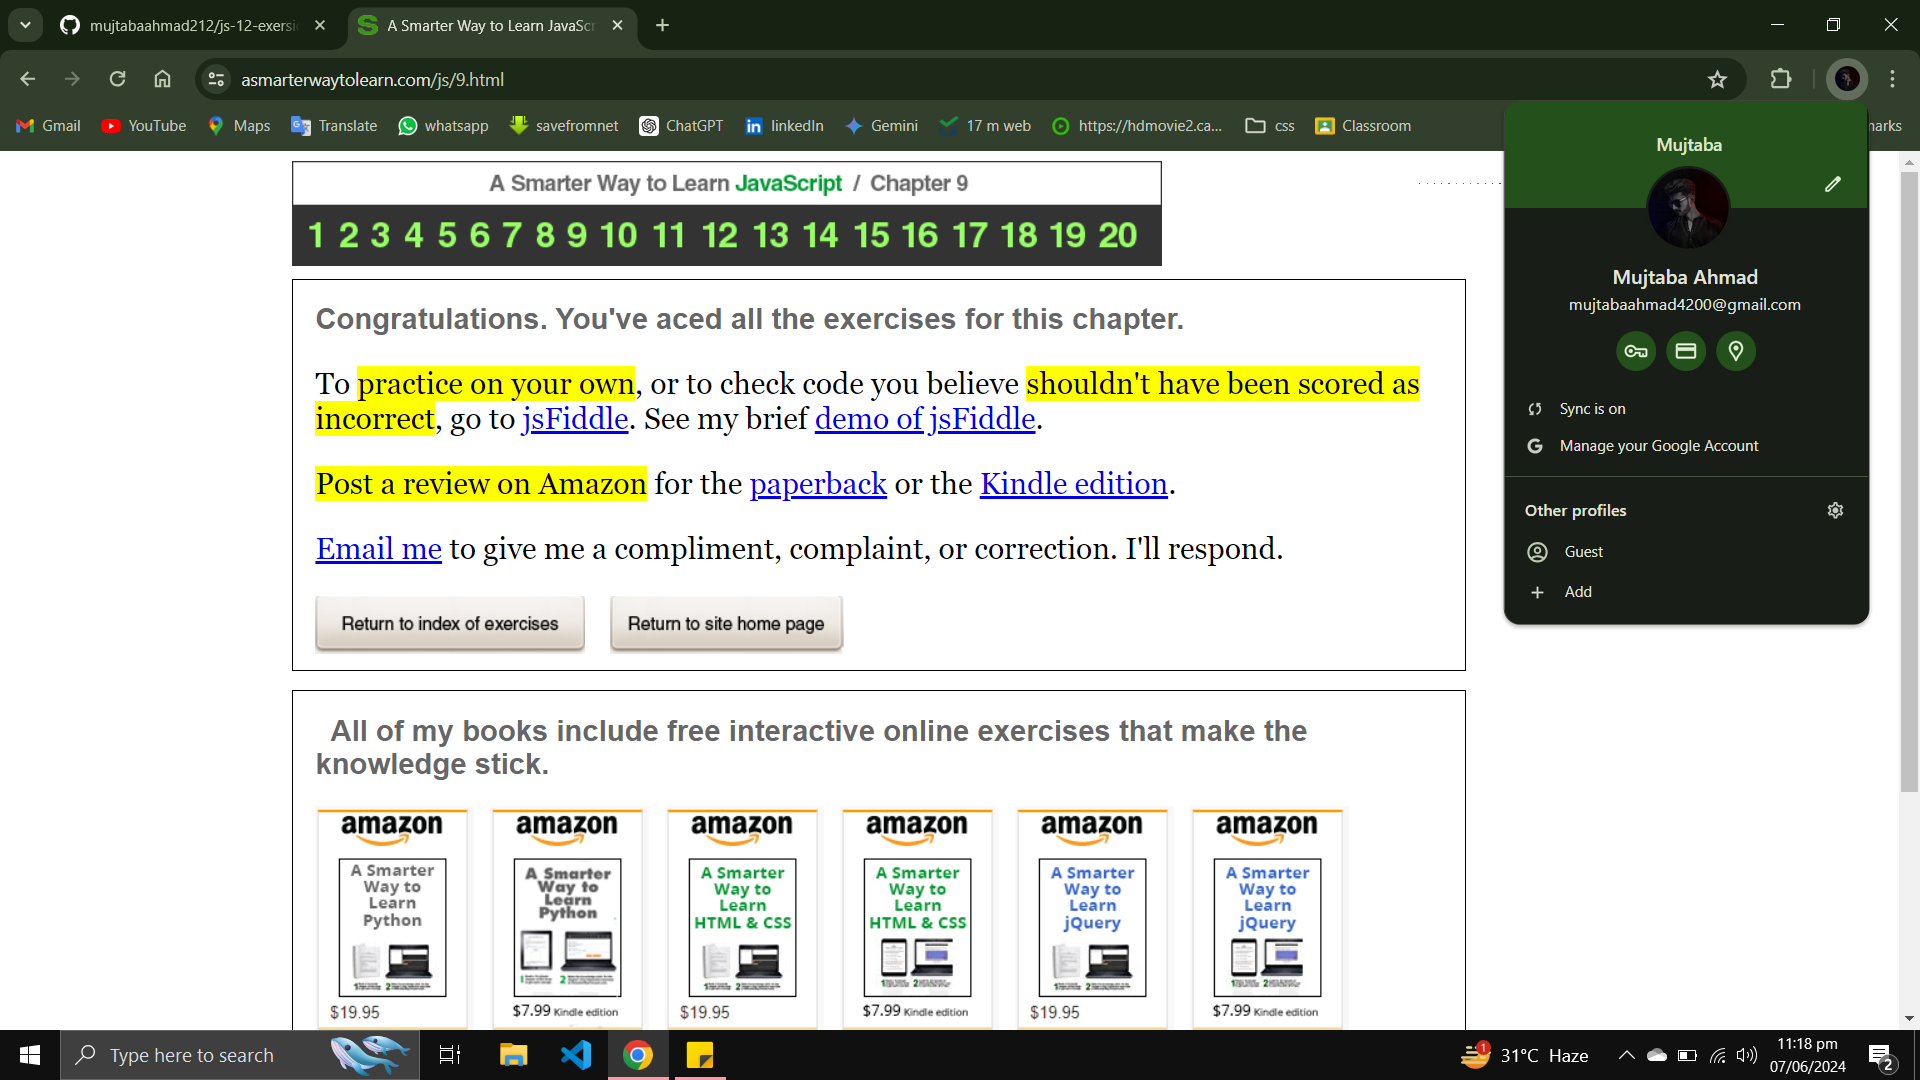 mujtabaahmad212/js-12-exersi
A Smarter Way to Learn JavaScr
asmarterwaytolearn.com/js/9.html
Gmail YouTube Maps Translate whatsapp savefromnet ChatGPT linkedIn Gemini 17 m web https://hdmovie2.ca... css Classroom
A Smarter Way to Learn JavaScript / Chapter 9
1 2 3 4 5 6 7 8 9 10 11 12 13 14 15 16 17 18 19 20
Congratulations. You've aced all the exercises for this chapter.
To practice on your own, or to check code you believe shouldn't have been scored as
incorrect, go to jsFiddle. See my brief demo of jsFiddle.
Post a review on Amazon for the paperback or the Kindle edition.
Email me to give me a compliment, complaint, or correction. I'll respond.
Return to index of exercises Return to site home page
Mujtaba
Mujtaba Ahmad
mujtabaahmad4200@gmail.com
Sync is on
Manage your Google Account
Other profiles
Guest
Add
All of my books include free interactive online exercises that make the
knowledge stick.
amazon
A Smarter
Way to
Learn
Python
$19.95
amazon
A Smarter
Way to
Learn
Python
$7.99 Kindle edition
amazon
A Smarter
Way to
Learn
HTML & CSS
$19.95
amazon
A Smarter
Way to
Learn
HTML & CSS
$7.99 Kindle edition
amazon
A Smarter
Way to
Learn
jQuery
$19.95
amazon
A Smarter
Way to
Learn
jQuery
$7.99 Kindle edition
Type here to search
1
31°C Haze
11:18 pm
07/06/2024
2